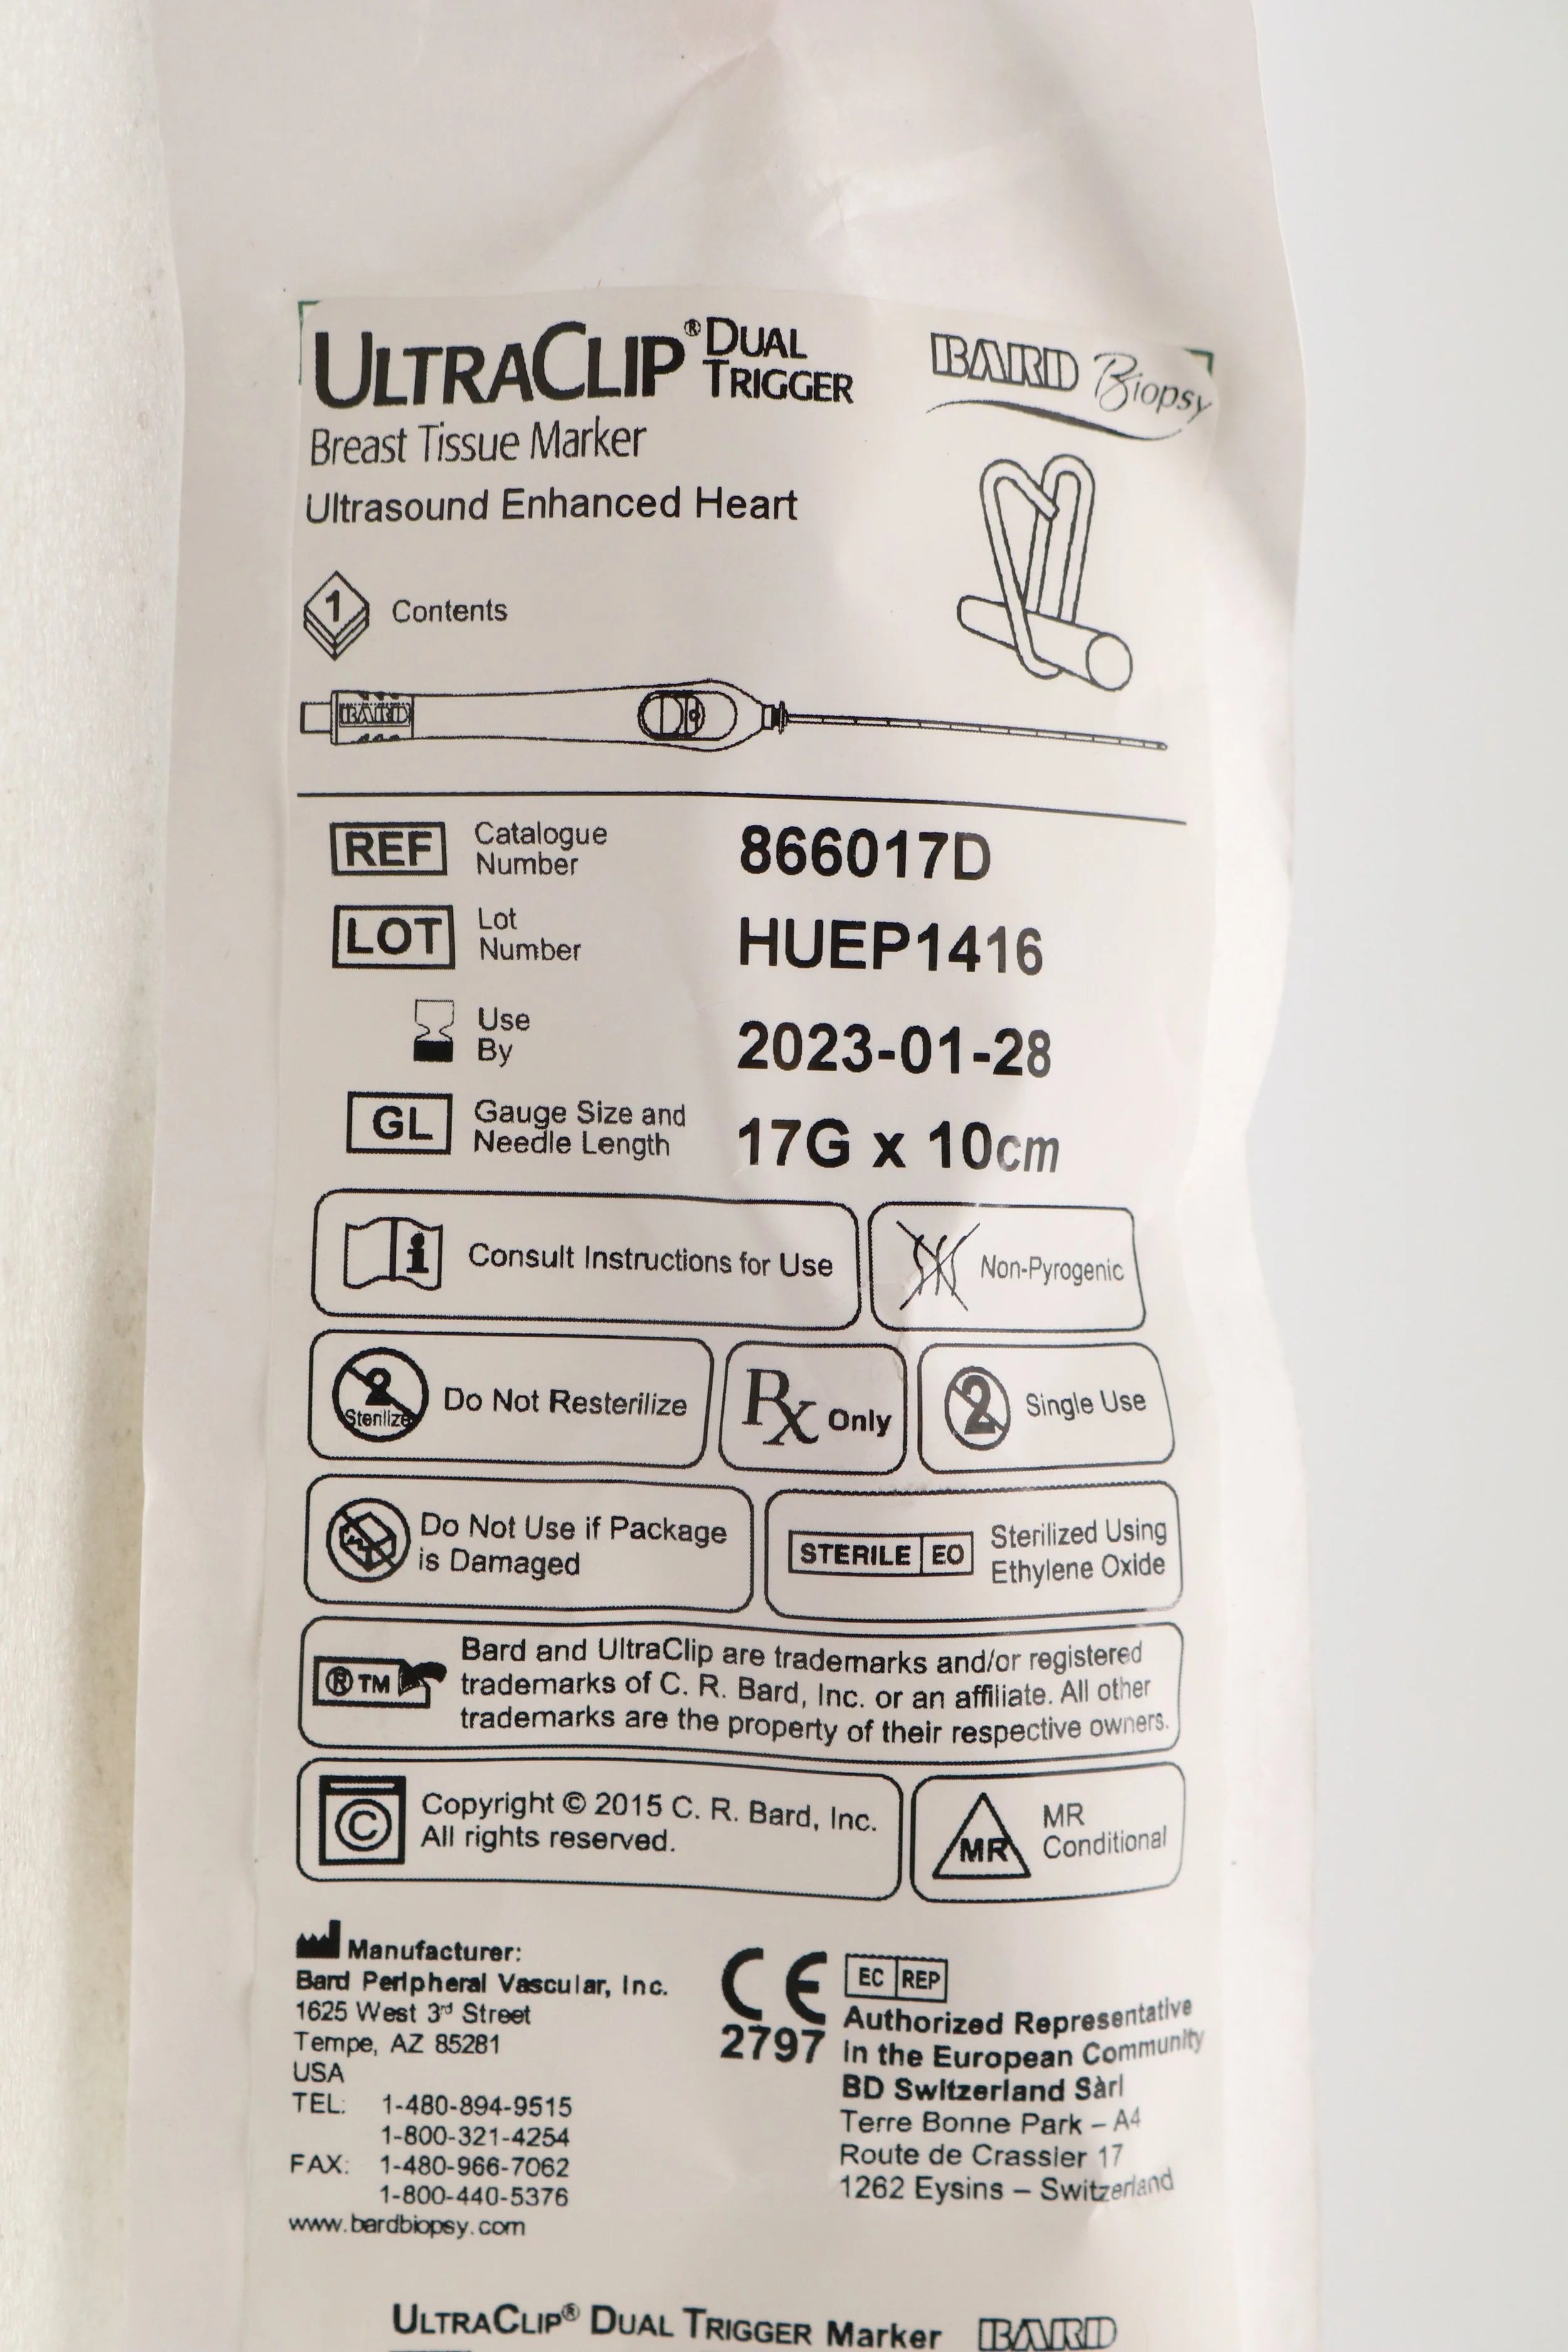 ULTRACLIP® DUAL TRIGGER
BARD Biopsy
Breast Tissue Marker
Ultrasound Enhanced Heart
1 Contents
BARD
REF Catalogue Number 866017D
LOT Lot Number HUEP1416
Use By 2023-01-28
GL Gauge Size and Needle Length 17G x 10cm
i Consult Instructions for Use
Non-Pyrogenic
2 Sterilize Do Not Resterilize
Rx Only
2 Single Use
Do Not Use if Package
is Damaged
STERILE EO Sterilized Using
Ethylene Oxide
® TM Bard and UltraClip are trademarks and/or registered
trademarks of C. R. Bard, Inc. or an affiliate. All other
trademarks are the property of their respective owners.
© Copyright © 2015 C. R. Bard, Inc.
All rights reserved.
MR MR
Conditional
Manufacturer:
Bard Peripheral Vascular, Inc.
1625 West 3rd Street
Tempe, AZ 85281
USA
TEL: 1-480-894-9515
1-800-321-4254
FAX: 1-480-966-7062
1-800-440-5376
www.bardbiopsy.com
CE
2797
EC REP
Authorized Representative
in the European Community
BD Switzerland Sàrl
Terre Bonne Park – A4
Route de Crassier 17
1262 Eysins – Switzerland
ULTRACLIP® DUAL TRIGGER Marker BARD